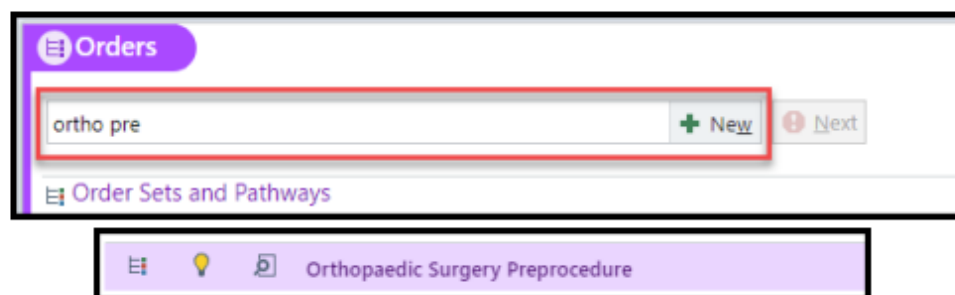 Orders
ortho pre New Next
Order Sets and Pathways
Orthopaedic Surgery Preprocedure